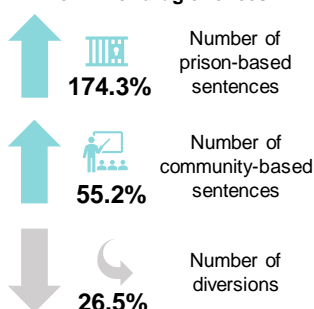 Number of
prison-based
sentences
174.3%
Number of
community-based
sentences
55.2%
Number of
diversions
26.5%